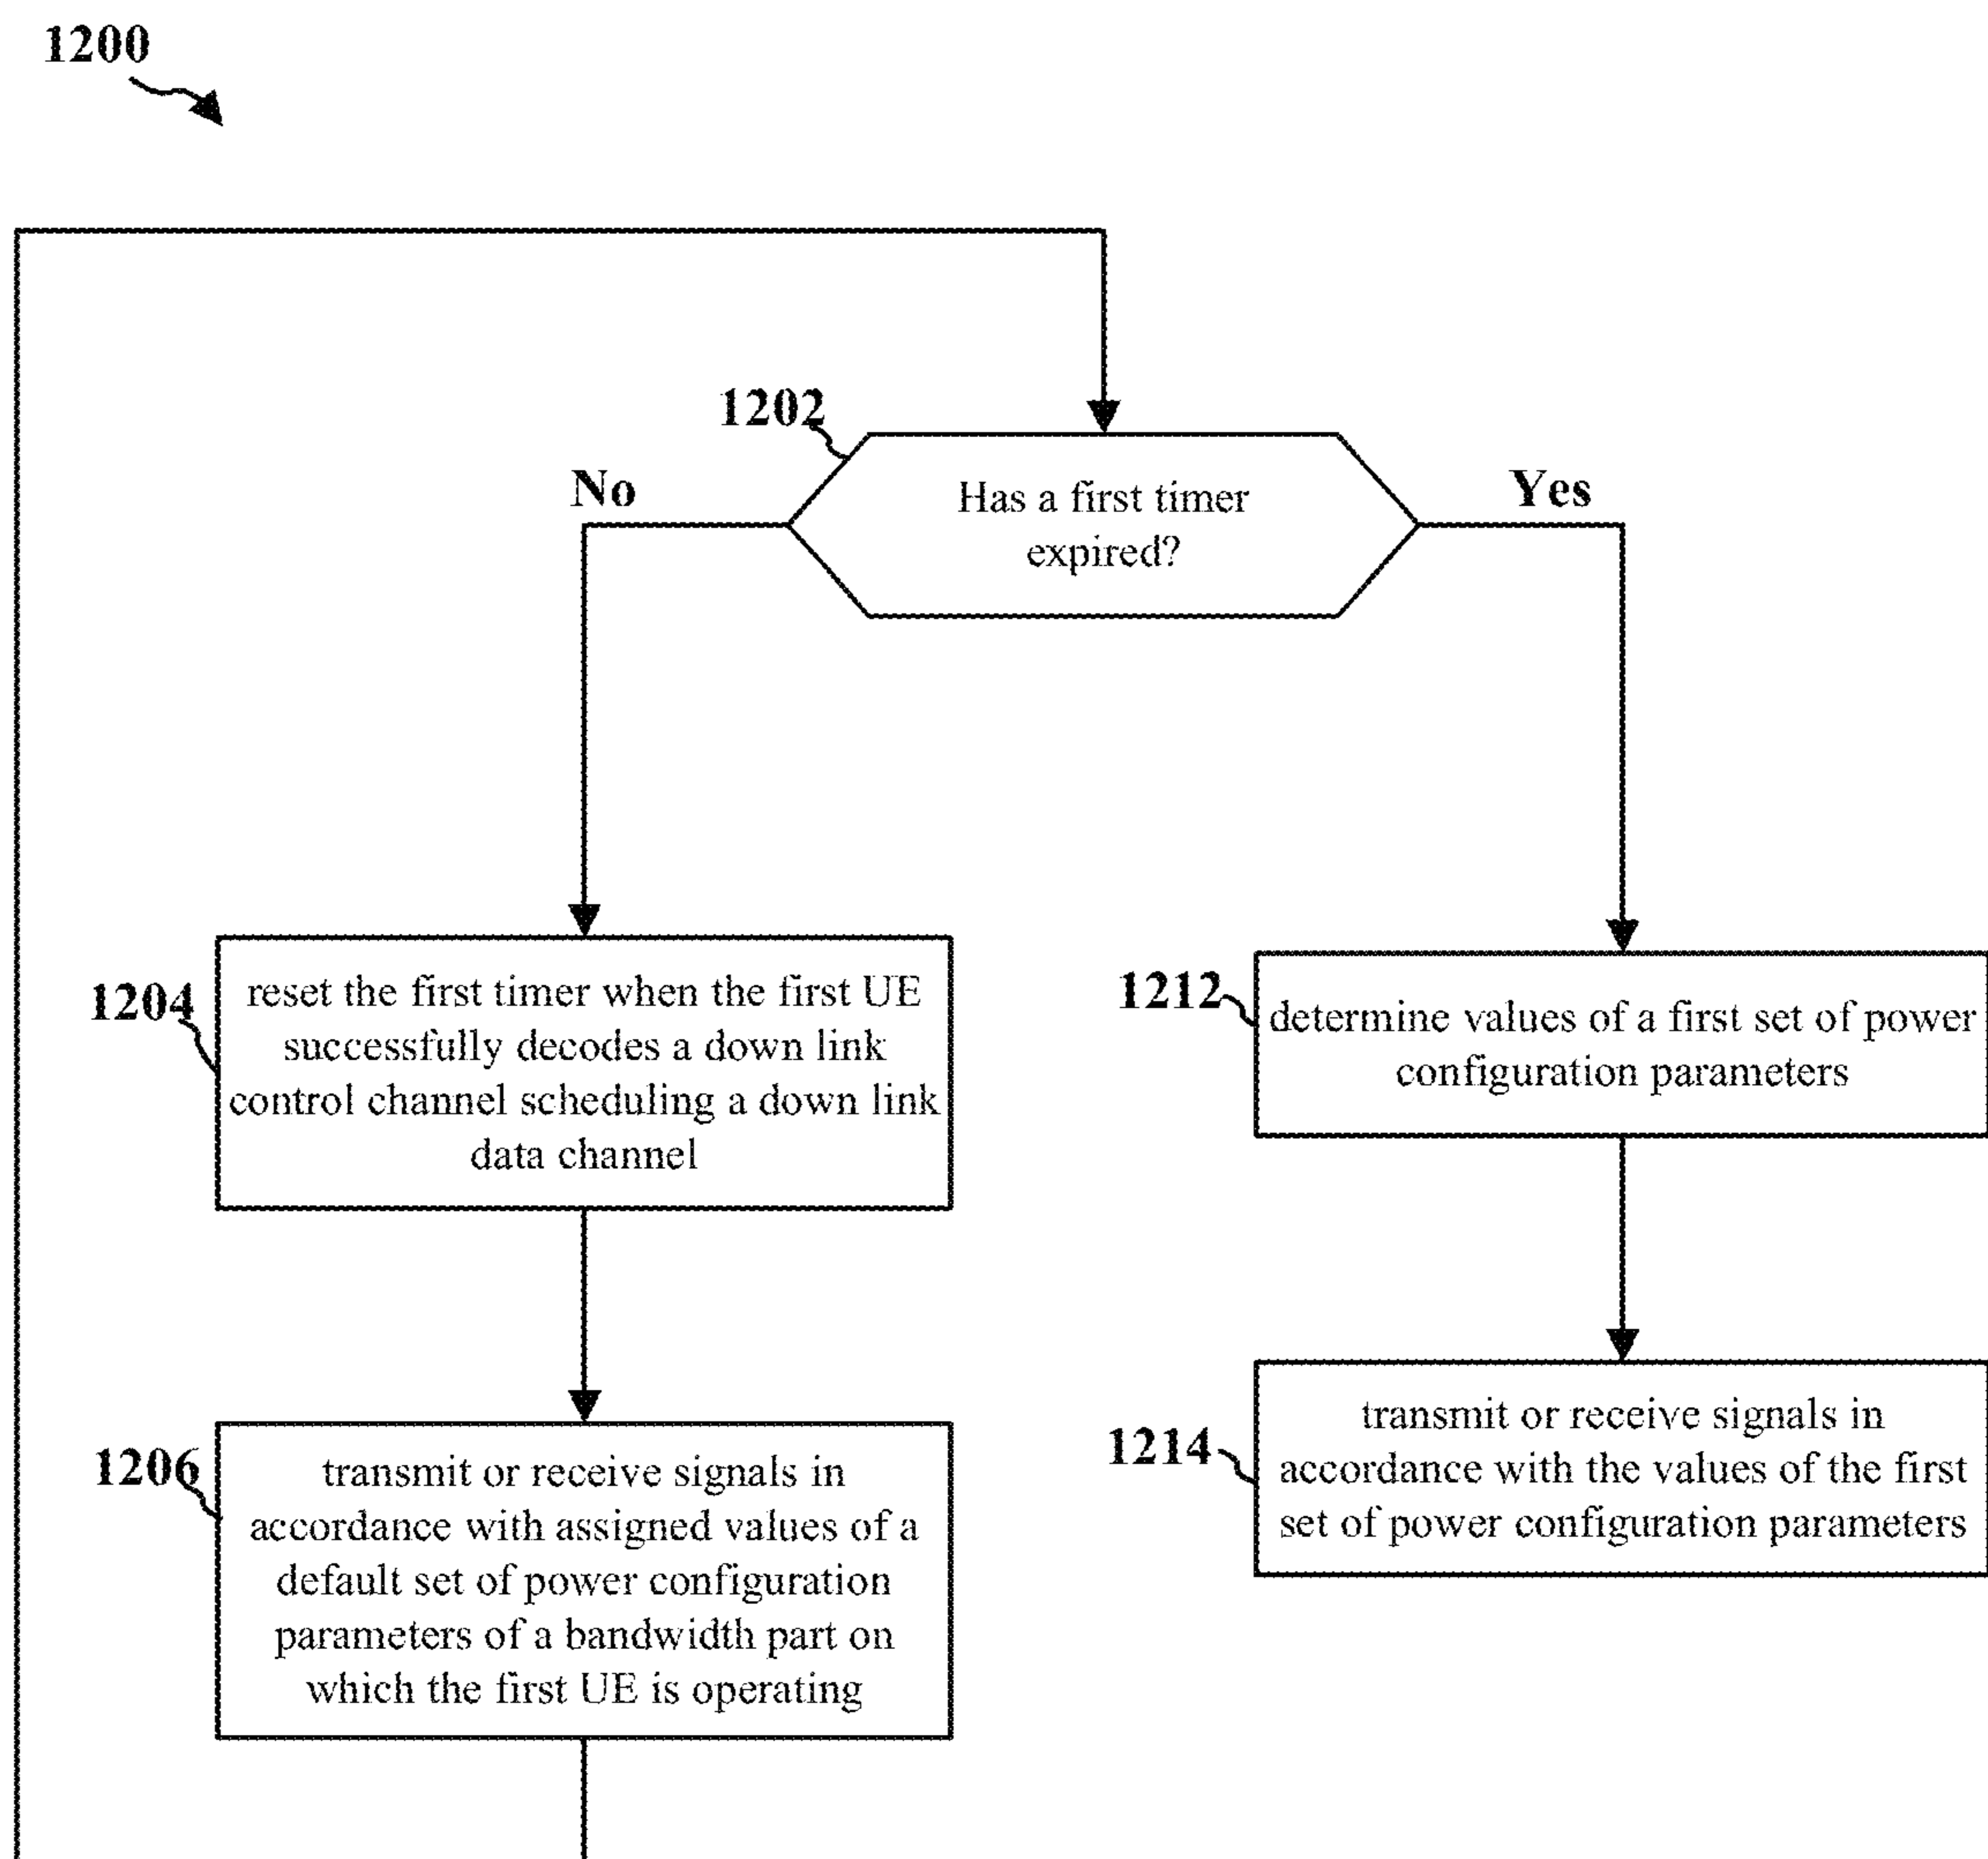 1200
1202
No
Yes
Has a first timer
expired?
1204
reset the first timer when the first UE
successfully decodes a down link
control channel scheduling a down link
data channel
1212
determine values of a first set of power
configuration parameters
1206
transmit or receive signals in
accordance with assigned values of a
default set of power configuration
parameters of a bandwidth part on
which the first UE is operating
1214
transmit or receive signals in
accordance with the values of the first
set of power configuration parameters